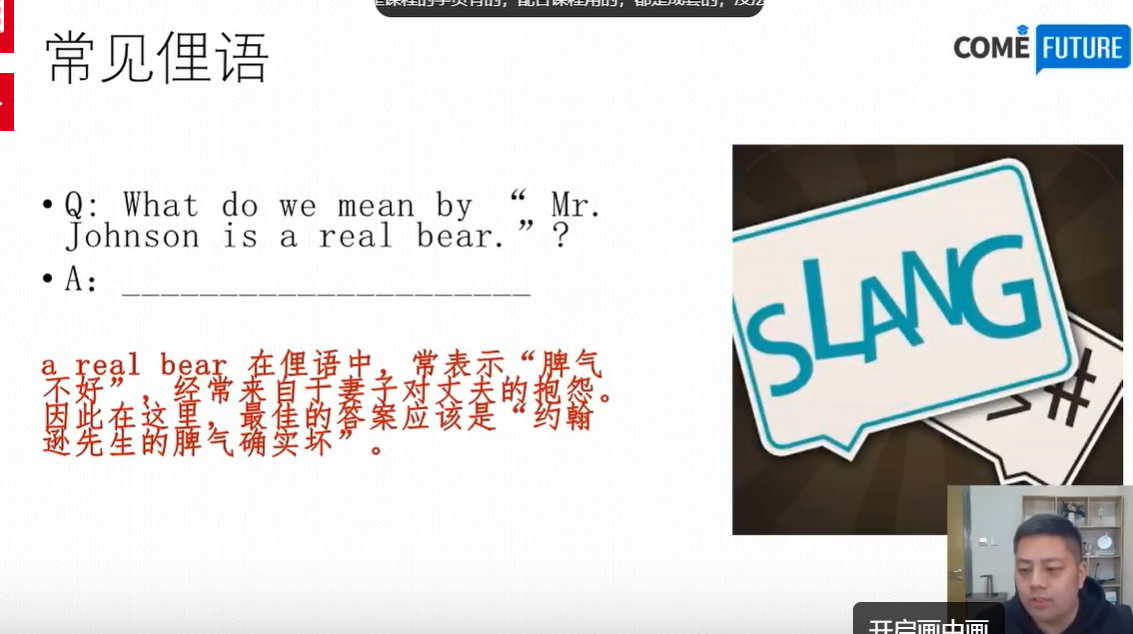 常见俚语
COME FUTURE
• Q: What do we mean by “ Mr.
Johnson is a real bear.”?
• A: _____________________
a real bear 在俚语中，常表示“脾气
不好”，经常来自于妻子对丈夫的抱怨。
因此在这里，最佳的答案应该是“约翰
逊先生的脾气确实坏”。
SLANG
#
开启画中画